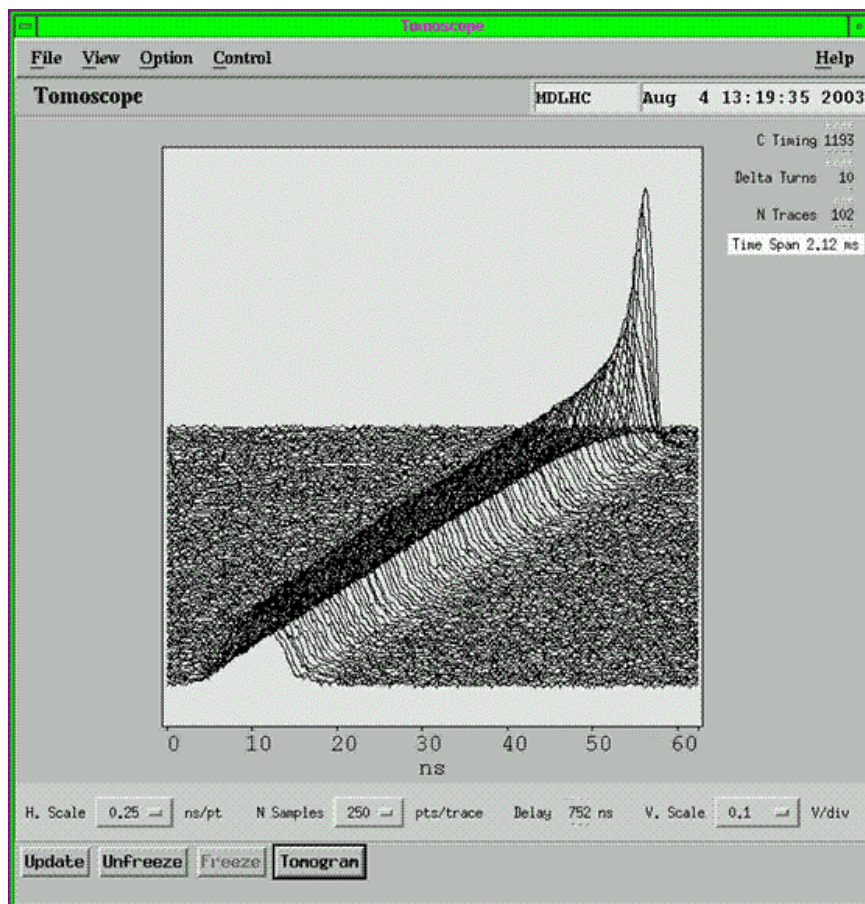 Tomoscope
File View Option Control Help
Tomoscope MDLHC Aug 4 13:19:35 2003
C Timing 1193
Delta Turns 10
N Traces 102
Time Span 2.12 ms
0 10 20 30 40 50 60
ns
H. Scale 0.25 ns/pt N Samples 250 pts/trace Delay 752 ns V. Scale 0.1 V/div
Update Unfreeze Freeze Tomogram